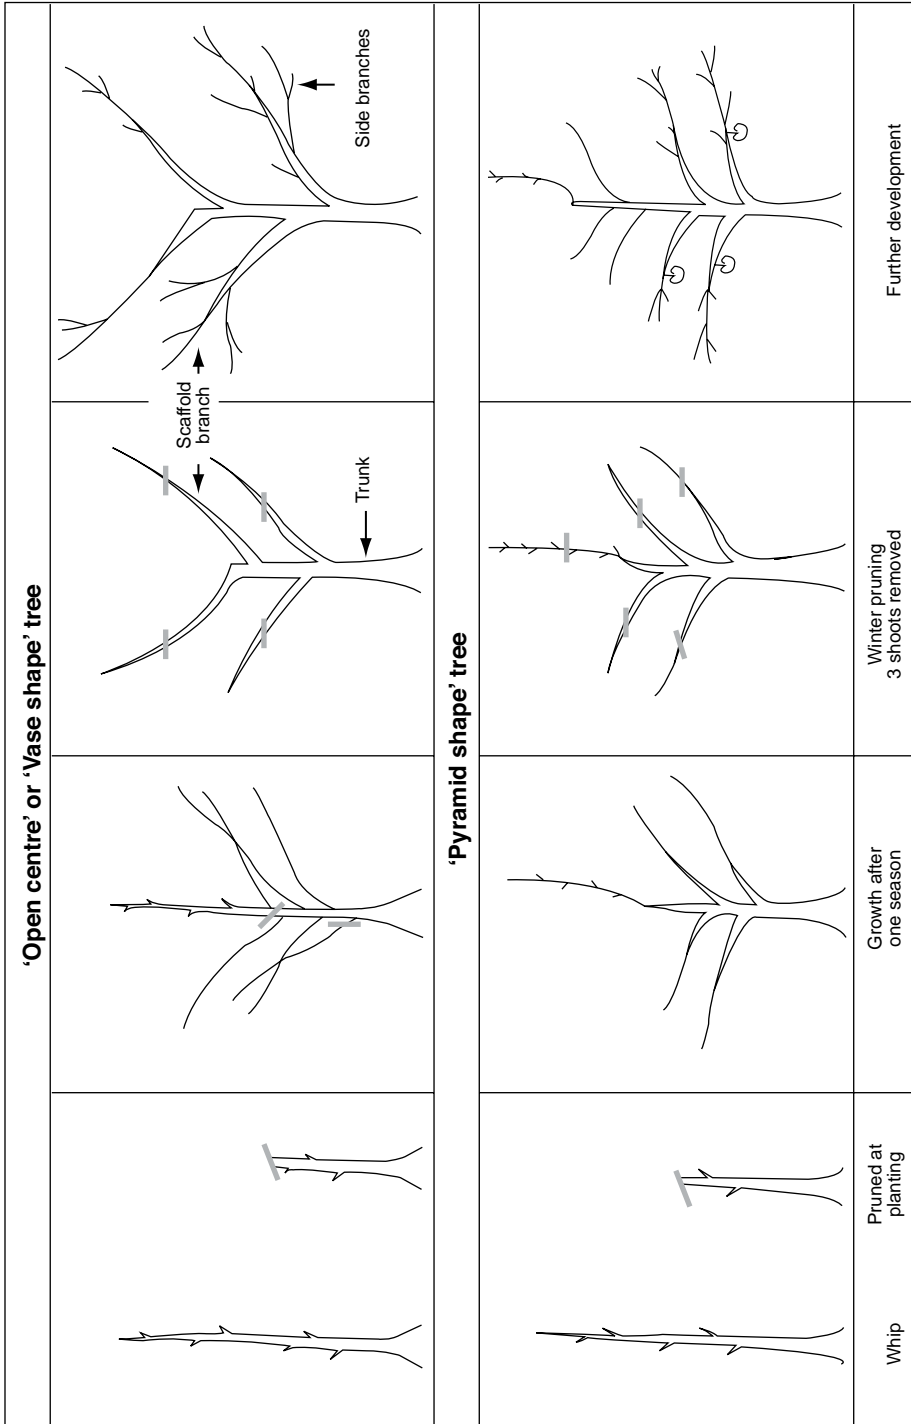 ‘Open centre’ or ‘Vase shape’ tree
Scaffold
branch
Trunk
Side branches
‘Pyramid shape’ tree
Whip
Pruned at
planting
Growth after
one season
Winter pruning
3 shoots removed
Further development